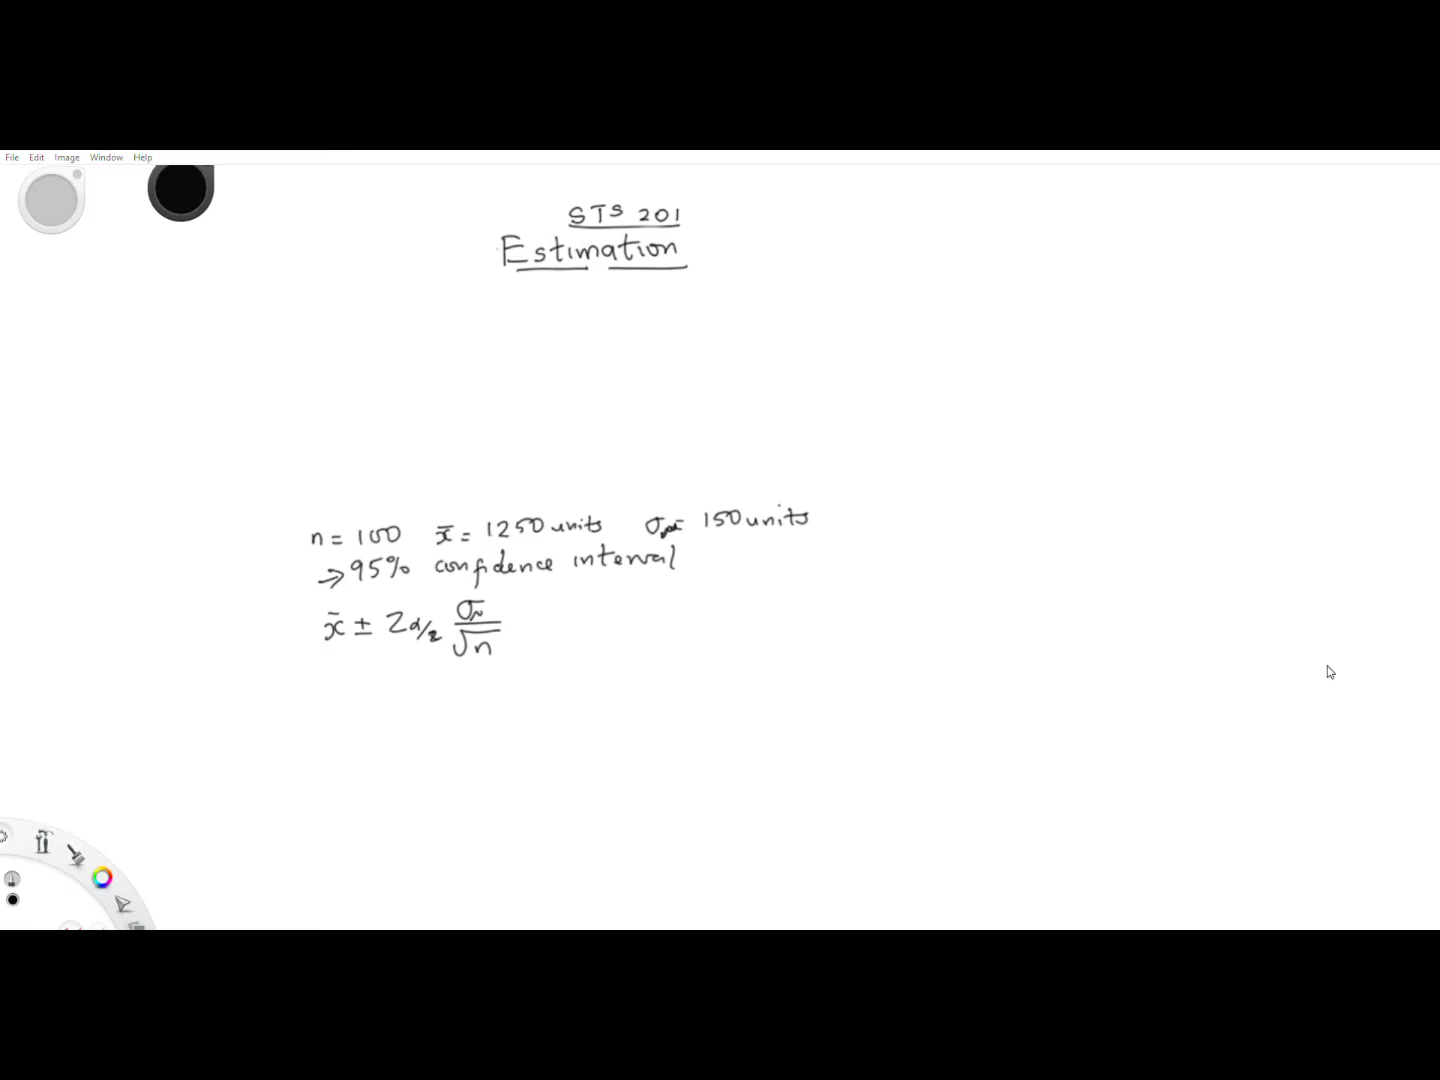 File Edit Image Window Help
STS 201
Estimation
n = 100 x̄ = 1250 units σ = 150 units
→ 95% confidence interval
x̄ ± Zα/2 σ/√n